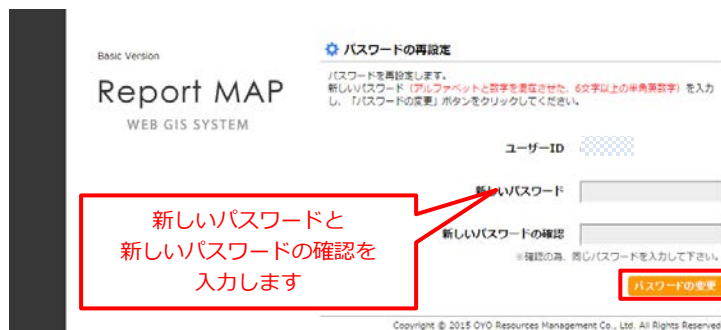 Basic Version
Report MAP
WEB GIS SYSTEM
パスワードの再設定
パスワードを再設定します。
新しいパスワード（アルファベットと数字を混在させた、6文字以上の半角英数字）を入力
し、「パスワードの変更」ボタンをクリックしてください。
ユーザーID
新しいパスワード
新しいパスワードの確認
※確認の為、同じパスワードを入力して下さい。
パスワードの変更
新しいパスワードと
新しいパスワードの確認を
入力します
Copyright © 2015 OYO Resources Management Co., Ltd. All Rights Reserved